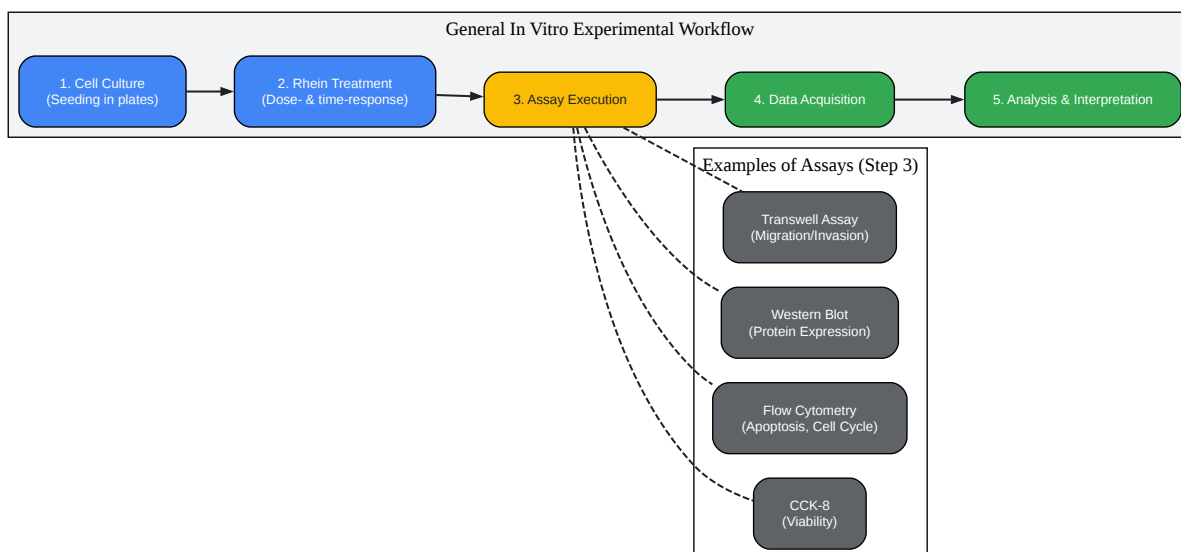 General In Vitro Experimental Workflow
1. Cell Culture
(Seeding in plates)
2. Rhein Treatment
(Dose- & time-response)
3. Assay Execution
4. Data Acquisition
5. Analysis & Interpretation
Examples of Assays (Step 3)
Transwell Assay
(Migration/Invasion)
Western Blot
(Protein Expression)
Flow Cytometry
(Apoptosis, Cell Cycle)
CCK-8
(Viability)